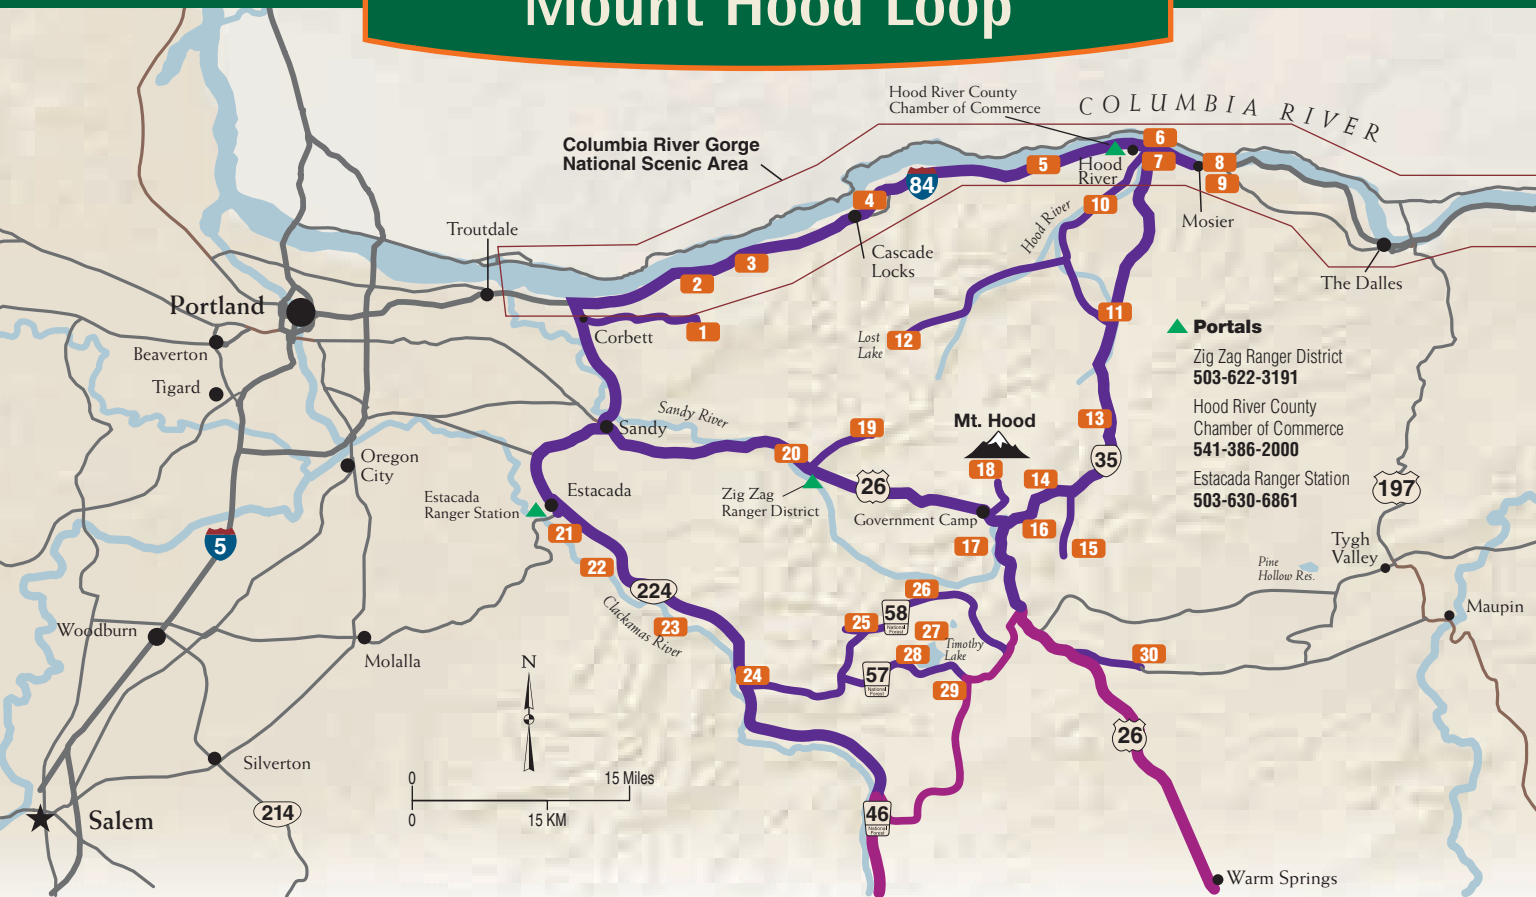 Mount Hood Loop
Hood River County
Chamber of Commerce
COLUMBIA RIVER
Columbia River Gorge
National Scenic Area
6
5
7
8
84
Hood
River
9
4
10
Mosier
Troutdale
Hood River
Cascade
Locks
3
2
The Dalles
Portland
11
1
Corbett
Lost
Lake
12
Beaverton
Tigard
Portals
Zig Zag Ranger District
503-622-3191
Hood River County
Chamber of Commerce
541-386-2000
Estacada Ranger Station
503-630-6861
Sandy River
Sandy
19
Mt. Hood
13
20
35
18
14
Oregon
City
26
197
Zig Zag
Ranger District
Estacada
Estacada
Ranger Station
Government Camp
21
16
17
15
5
22
Tygh
Valley
Pine
Hollow Res.
224
26
Clackamas River
58
National
Forest
25
23
27
Maupin
Woodburn
Timothy
Lake
28
30
Molalla
N
24
57
National
Forest
29
26
Silverton
0
15 Miles
0
15 KM
214
46
National
Forest
Salem
Warm Springs